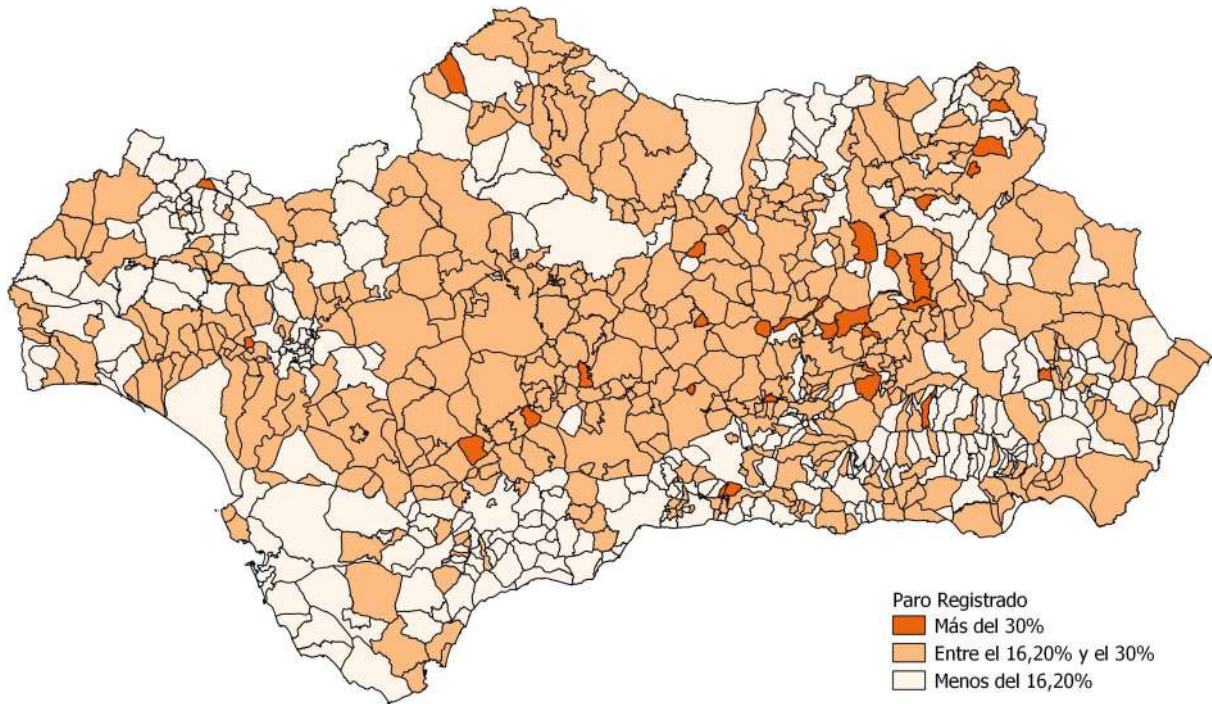 Paro Registrado
Más del 30%
Entre el 16,20% y el 30%
Menos del 16,20%